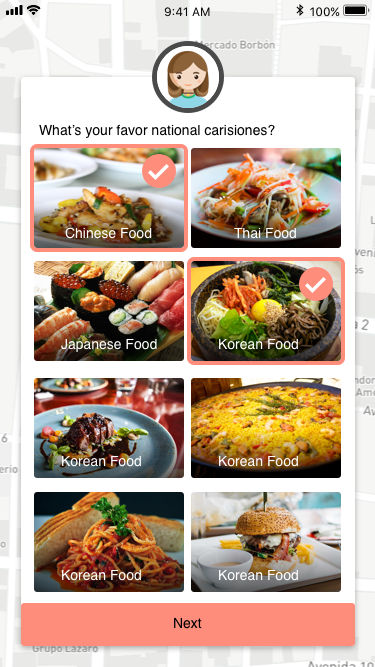 9:41 AM
100%
Mercado Borbón
What's your favor national carisiones?
Chinese Food
Thai Food
Japanese Food
Korean Food
Korean Food
Korean Food
Korean Food
Korean Food
Next
Grupo Lázaro
Avenida 10